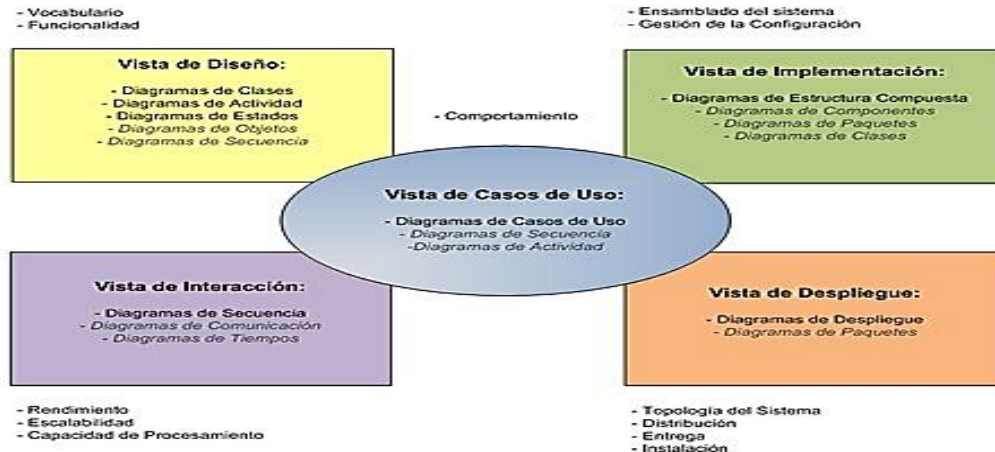 - Vocabulario
- Funcionalidad
- Ensamblado del sistema
- Gestión de la Configuración
Vista de Diseño:
- Diagramas de Clases
- Diagramas de Actividad
- Diagramas de Estados
- Diagramas de Objetos
- Diagramas de Secuencia
- Comportamiento
Vista de Implementación:
- Diagramas de Estructura Compuesta
- Diagramas de Componentes
- Diagramas de Paquetes
- Diagramas de Clases
Vista de Casos de Uso:
- Diagramas de Casos de Uso
- Diagramas de Secuencia
-Diagramas de Actividad
Vista de Interacción:
- Diagramas de Secuencia
- Diagramas de Comunicación
- Diagramas de Tiempos
Vista de Despliegue:
- Diagramas de Despliegue
- Diagramas de Paquetes
- Rendimiento
- Escalabilidad
- Capacidad de Procesamiento
- Topología del Sistema
- Distribución
- Entrega
- Instalación